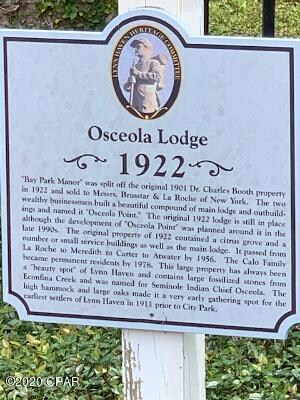 LYNN HAVEN HERITAGE COMMITTEE
Osceola Lodge
1922
"Bay Park Manor" was split off the original 1901 Dr. Charles Booth property
in 1922 and sold to Messrs. Brusstar & La Roche of New York. The two
wealthy businessmen built a beautiful compound of main lodge and outbuild-
ings and named it "Osceola Point." The original 1922 lodge is still in place
although the development of "Osceola Point" was planned around it in the
late 1990s. The original property of 1922 contained a citrus grove and a
number or small service buildings as well as the main lodge. It passed from
La Roche to Meredith to Carter to Atwater by 1956. The Calo Family
became permanent residents by 1978. This large property has always been
a "beauty spot" of Lynn Haven and contains large fossilized stones from
Econfina Creek and was named for Seminole Indian Chief Osceola. The
high hammock and large oaks made it a very early gathering spot for the
earliest settlers of Lynn Haven in 1911 prior to City Park.
©2020 CPAR